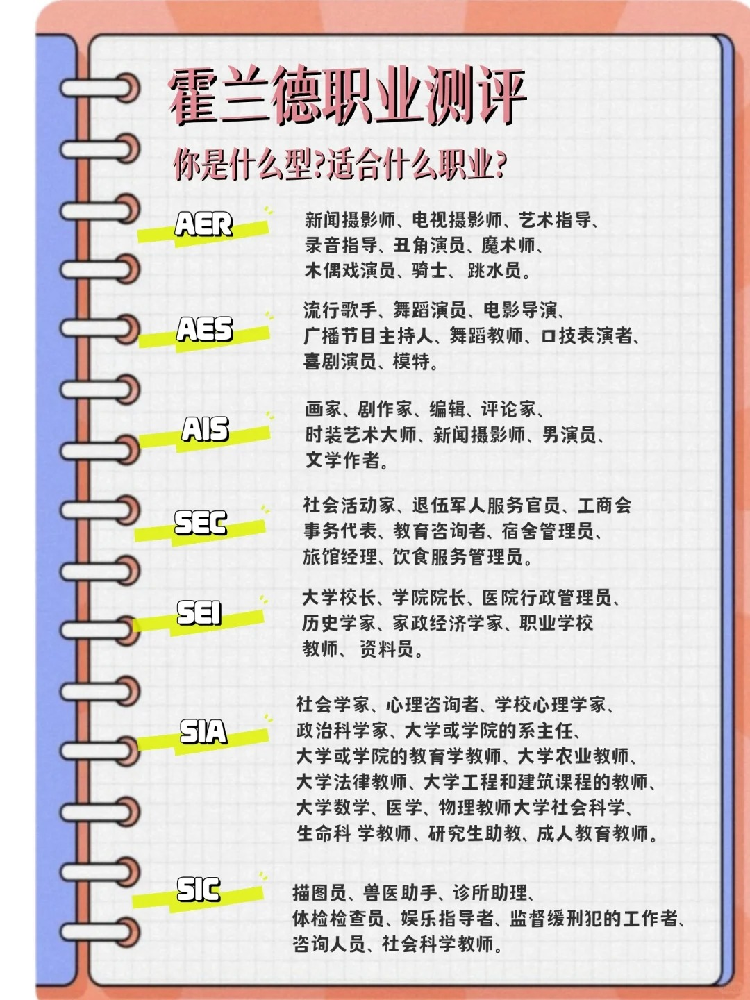 霍兰德职业测评
你是什么型?适合什么职业?
AER
新闻摄影师、电视摄影师、艺术指导、
录音指导、丑角演员、魔术师、
木偶戏演员、骑士、 跳水员。
AES
流行歌手、舞蹈演员、电影导演、
广播节目主持人、舞蹈教师、口技表演者、
喜剧演员、模特。
AIS
画家、剧作家、编辑、评论家、
时装艺术大师、新闻摄影师、男演员、
文学作者。
SEC
社会活动家、退伍军人服务官员、工商会
事务代表、教育咨询者、宿舍管理员、
旅馆经理、饮食服务管理员。
SEI
大学校长、学院院长、医院行政管理员、
历史学家、家政经济学家、职业学校
教师、 资料员。
SIA
社会学家、心理咨询者、学校心理学家、
政治科学家、大学或学院的系主任、
大学或学院的教育学教师、大学农业教师、
大学法律教师、大学工程和建筑课程的教师、
大学数学、医学、物理教师大学社会科学、
生命科 学教师、研究生助教、成人教育教师。
SIC
描图员、兽医助手、诊所助理、
体检检查员、娱乐指导者、监督缓刑犯的工作者、
咨询人员、社会科学教师。